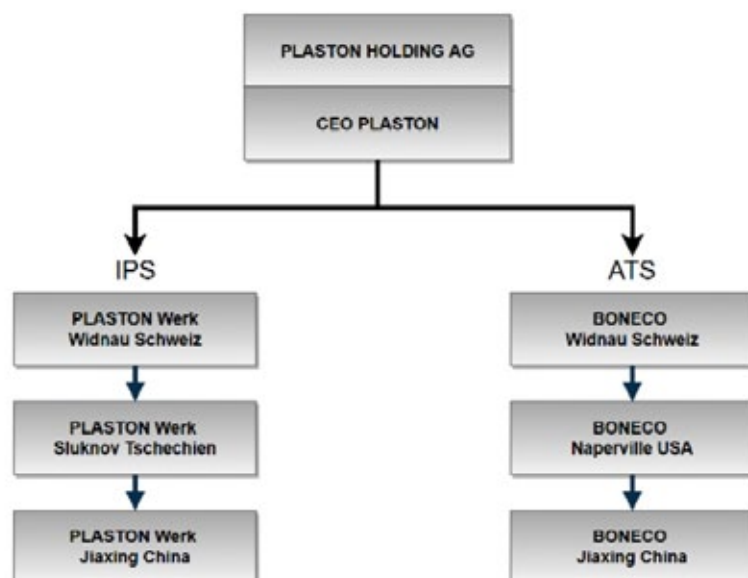 PLASTON HOLDING AG
CEO PLASTON
IPS
ATS
PLASTON Werk
Widnau Schweiz
BONECO
Widnau Schweiz
PLASTON Werk
Sluknov Tschechien
BONECO
Naperville USA
PLASTON Werk
Jiaxing China
BONECO
Jiaxing China